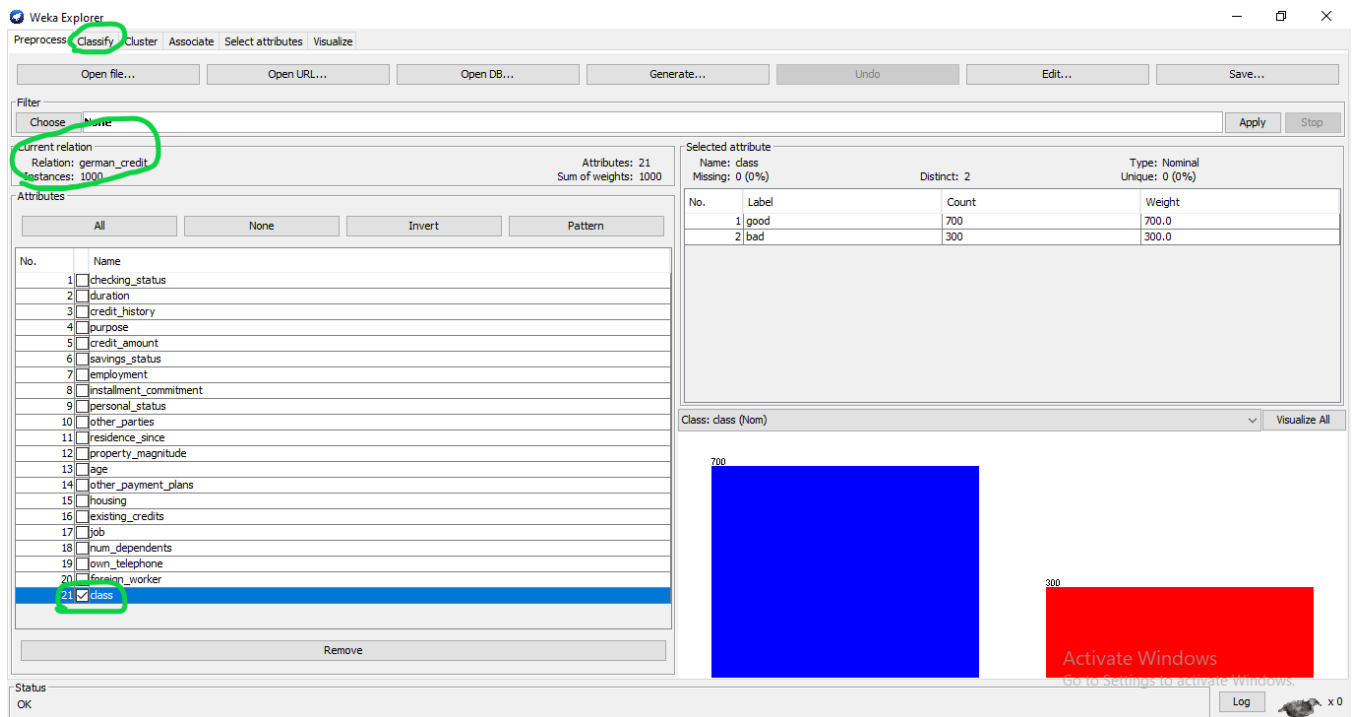 Weka Explorer
Preprocess Classify Cluster Associate Select attributes Visualize
Open file... Open URL... Open DB... Generate... Undo Edit... Save...
Filter
Choose None Apply Stop
Current relation
Relation: german_credit Attributes: 21
Instances: 1000 Sum of weights: 1000
Attributes
All None Invert Pattern
No. Name
1 checking_status
2 duration
3 credit_history
4 purpose
5 credit_amount
6 savings_status
7 employment
8 installment_commitment
9 personal_status
10 other_parties
11 residence_since
12 property_magnitude
13 age
14 other_payment_plans
15 housing
16 existing_credits
17 job
18 num_dependents
19 own_telephone
20 foreign_worker
21 class
Remove
Selected attribute
Name: class Type: Nominal
Missing: 0 (0%) Distinct: 2 Unique: 0 (0%)
No. Label Count Weight
1 good 700 700.0
2 bad 300 300.0
Class: class (Nom) Visualize All
700
300
Activate Windows
Go to Settings to activate Windows.
Status
OK Log x 0